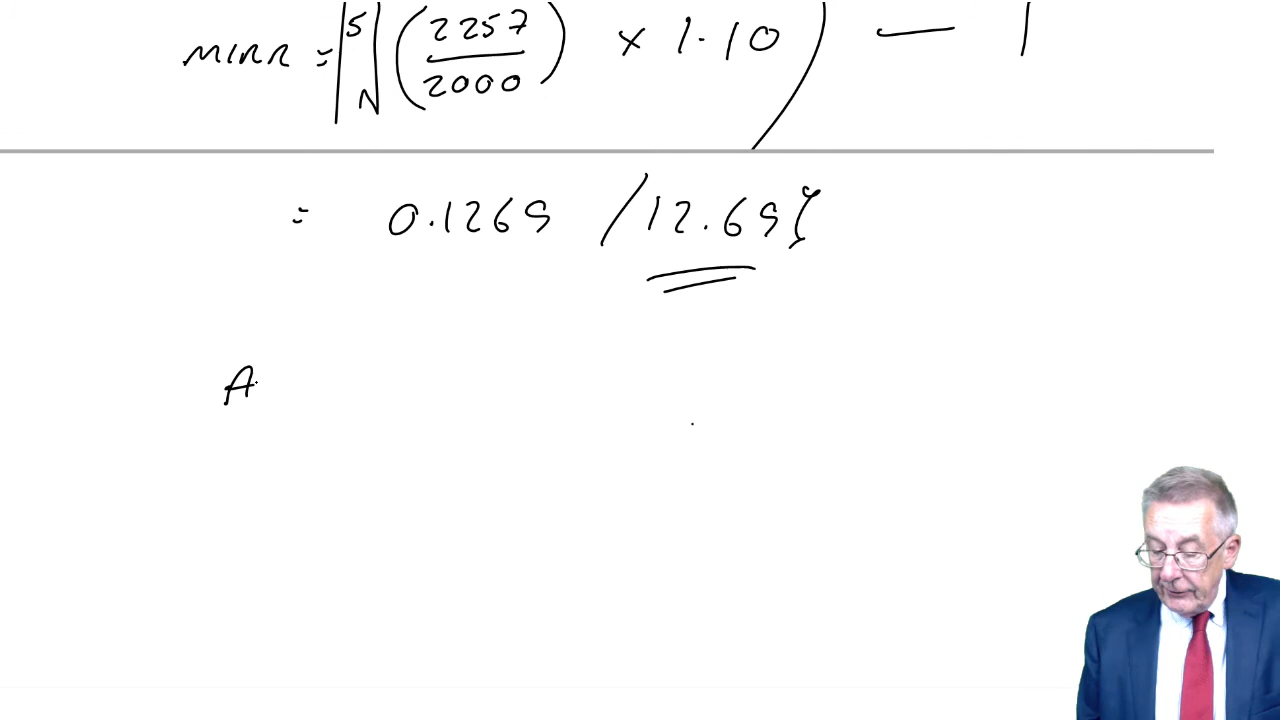 MIRR = 5 N (2257/2000) × 1.10) — 1
= 0.1269 / 12.69%
A